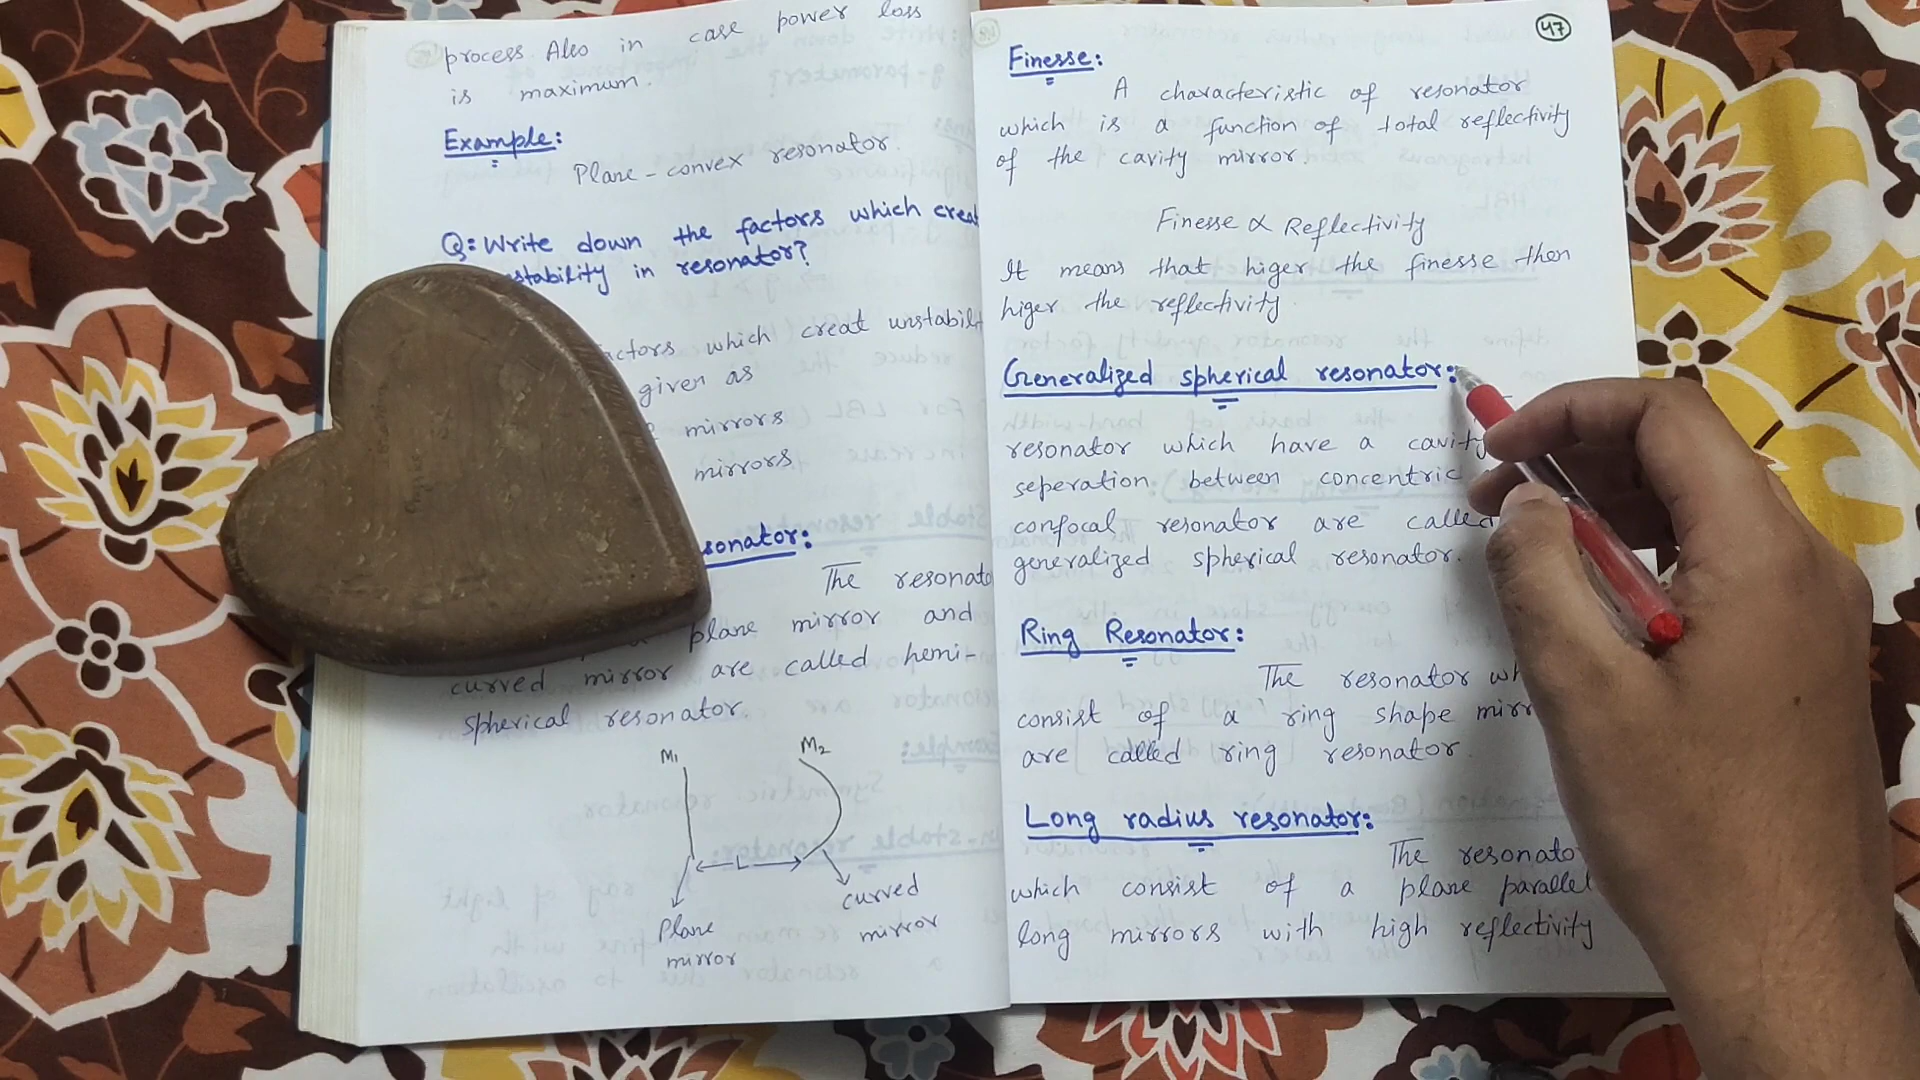 process. Also in case power loss
is maximum.
Example:
Plane-convex resonator.
Q: Write down the factors which creat
stability in resonator?
actors which creat unstabilit
given as
mirrors
mirrors.
sonator:
The resonato
plane mirror and
curved mirror are called hemi-
spherical resonator.
M1 M2
L
Plane
mirror
curved
mirror
47
Finesse:
A characteristic of resonator
which is a function of total reflectivity
of the cavity mirror
Finesse ∝ Reflectivity
It means that higer the finesse then
higer the reflectivity.
Generalized spherical resonator:
resonator which have a cavity
seperation between concentric
confocal resonator are called
generalized spherical resonator.
Ring Resonator:
The resonator wh
consist of a ring shape mirr
are called ring resonator.
Long radius resonator:
The resonato
which consist of a plane parallel
long mirrors with high reflectivity